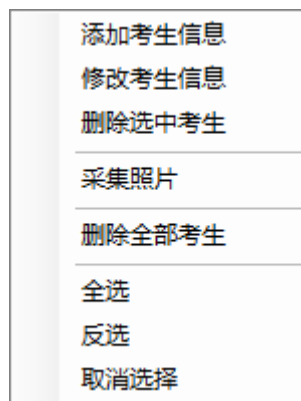 添加考生信息
修改考生信息
删除选中考生
采集照片
删除全部考生
全选
反选
取消选择